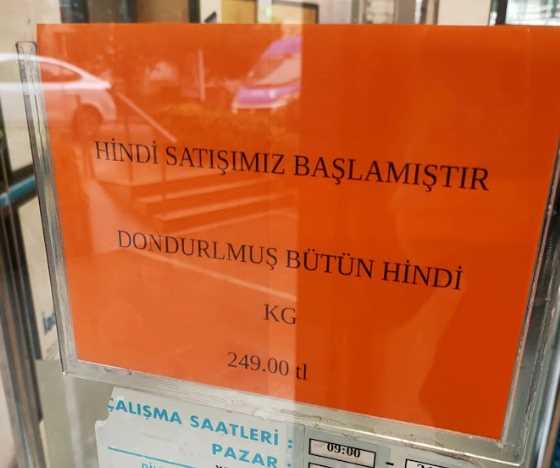 HİNDİ SATIŞIMIZ BAŞLAMIŞTIR
DONDURLMUŞ BÜTÜN HİNDİ
KG
249.00 tl
ÇALIŞMA SAATLERİ : 09:00 -
PAZAR :